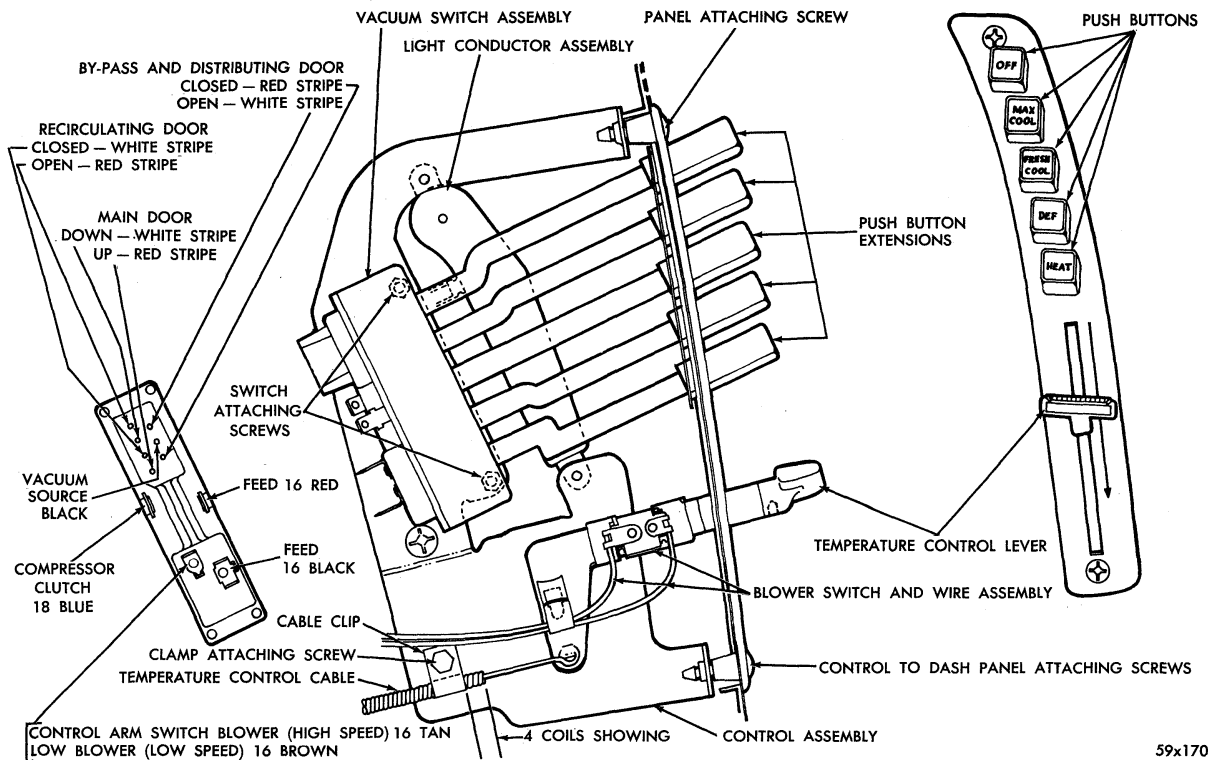 VACUUM SWITCH ASSEMBLY
PANEL ATTACHING SCREW
PUSH BUTTONS
LIGHT CONDUCTOR ASSEMBLY
BY-PASS AND DISTRIBUTING DOOR
CLOSED — RED STRIPE
OPEN — WHITE STRIPE
RECIRCULATING DOOR
CLOSED — WHITE STRIPE
OPEN — RED STRIPE
MAIN DOOR
DOWN — WHITE STRIPE
UP — RED STRIPE
OFF
MAX
COOL
FRESH
COOL
DEF
HEAT
PUSH BUTTON
EXTENSIONS
SWITCH
ATTACHING
SCREWS
VACUUM
SOURCE
BLACK
FEED 16 RED
FEED
16 BLACK
COMPRESSOR
CLUTCH
18 BLUE
TEMPERATURE CONTROL LEVER
BLOWER SWITCH AND WIRE ASSEMBLY
CABLE CLIP
CLAMP ATTACHING SCREW
TEMPERATURE CONTROL CABLE
CONTROL TO DASH PANEL ATTACHING SCREWS
CONTROL ARM SWITCH BLOWER (HIGH SPEED) 16 TAN
LOW BLOWER (LOW SPEED) 16 BROWN
4 COILS SHOWING
CONTROL ASSEMBLY
59x170